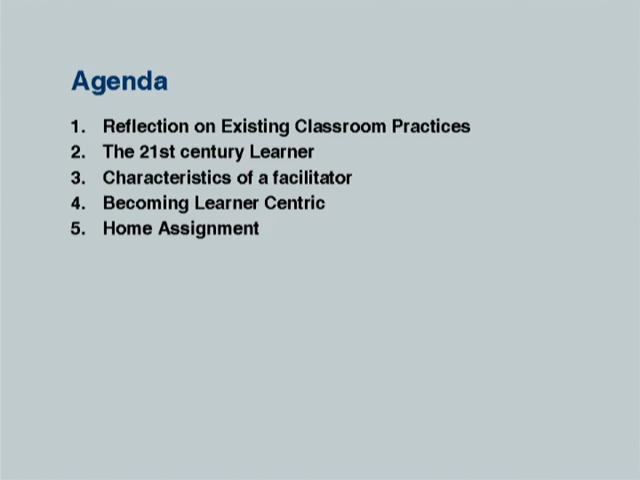 Agenda
1. Reflection on Existing Classroom Practices
2. The 21st century Learner
3. Characteristics of a facilitator
4. Becoming Learner Centric
5. Home Assignment